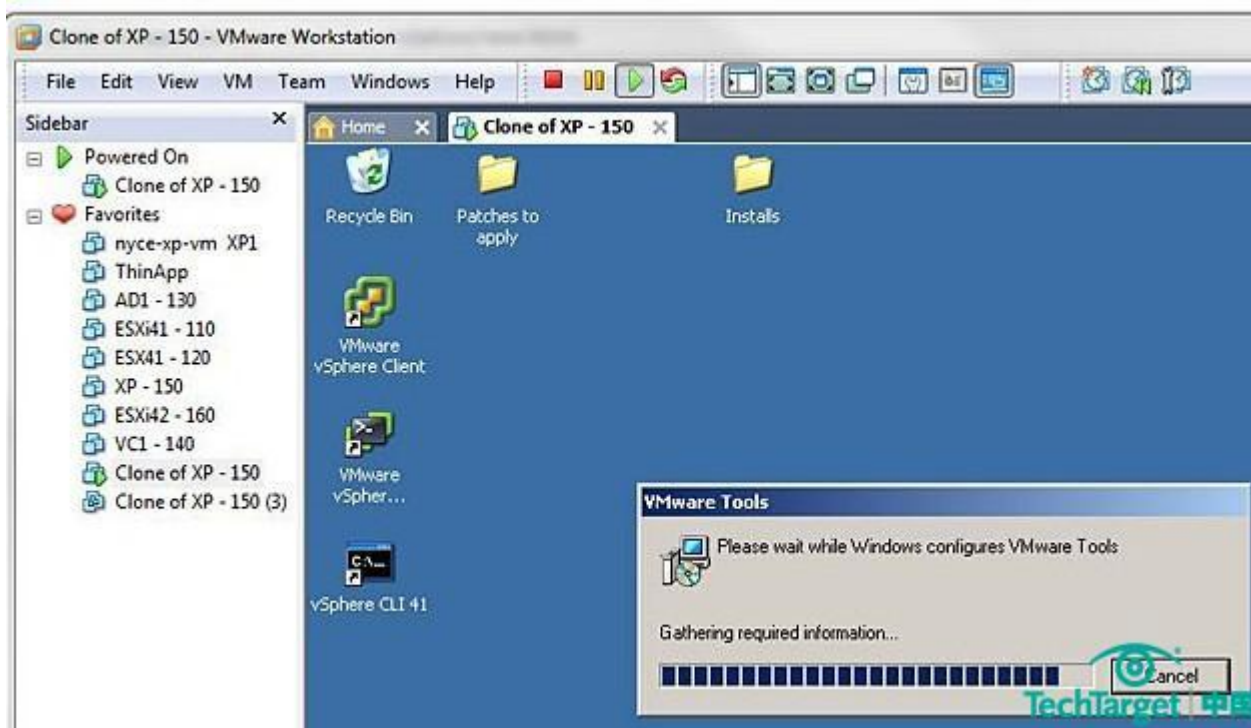 Clone of XP - 150 - VMware Workstation
File Edit View VM Team Windows Help
Sidebar
Powered On
Clone of XP - 150
Favorites
nyce-xp-vm XP1
ThinApp
AD1 - 130
ESXi41 - 110
ESX41 - 120
XP - 150
ESXi42 - 160
VC1 - 140
Clone of XP - 150
Clone of XP - 150 (3)
Home
Clone of XP - 150
Recycle Bin
Patches to
apply
Installs
VMware
vSphere Client
VMware
vSpher...
C:\...
vSphere CLI 41
VMware Tools
Please wait while Windows configures VMware Tools
Gathering required information...
Cancel
TechTarget 中国